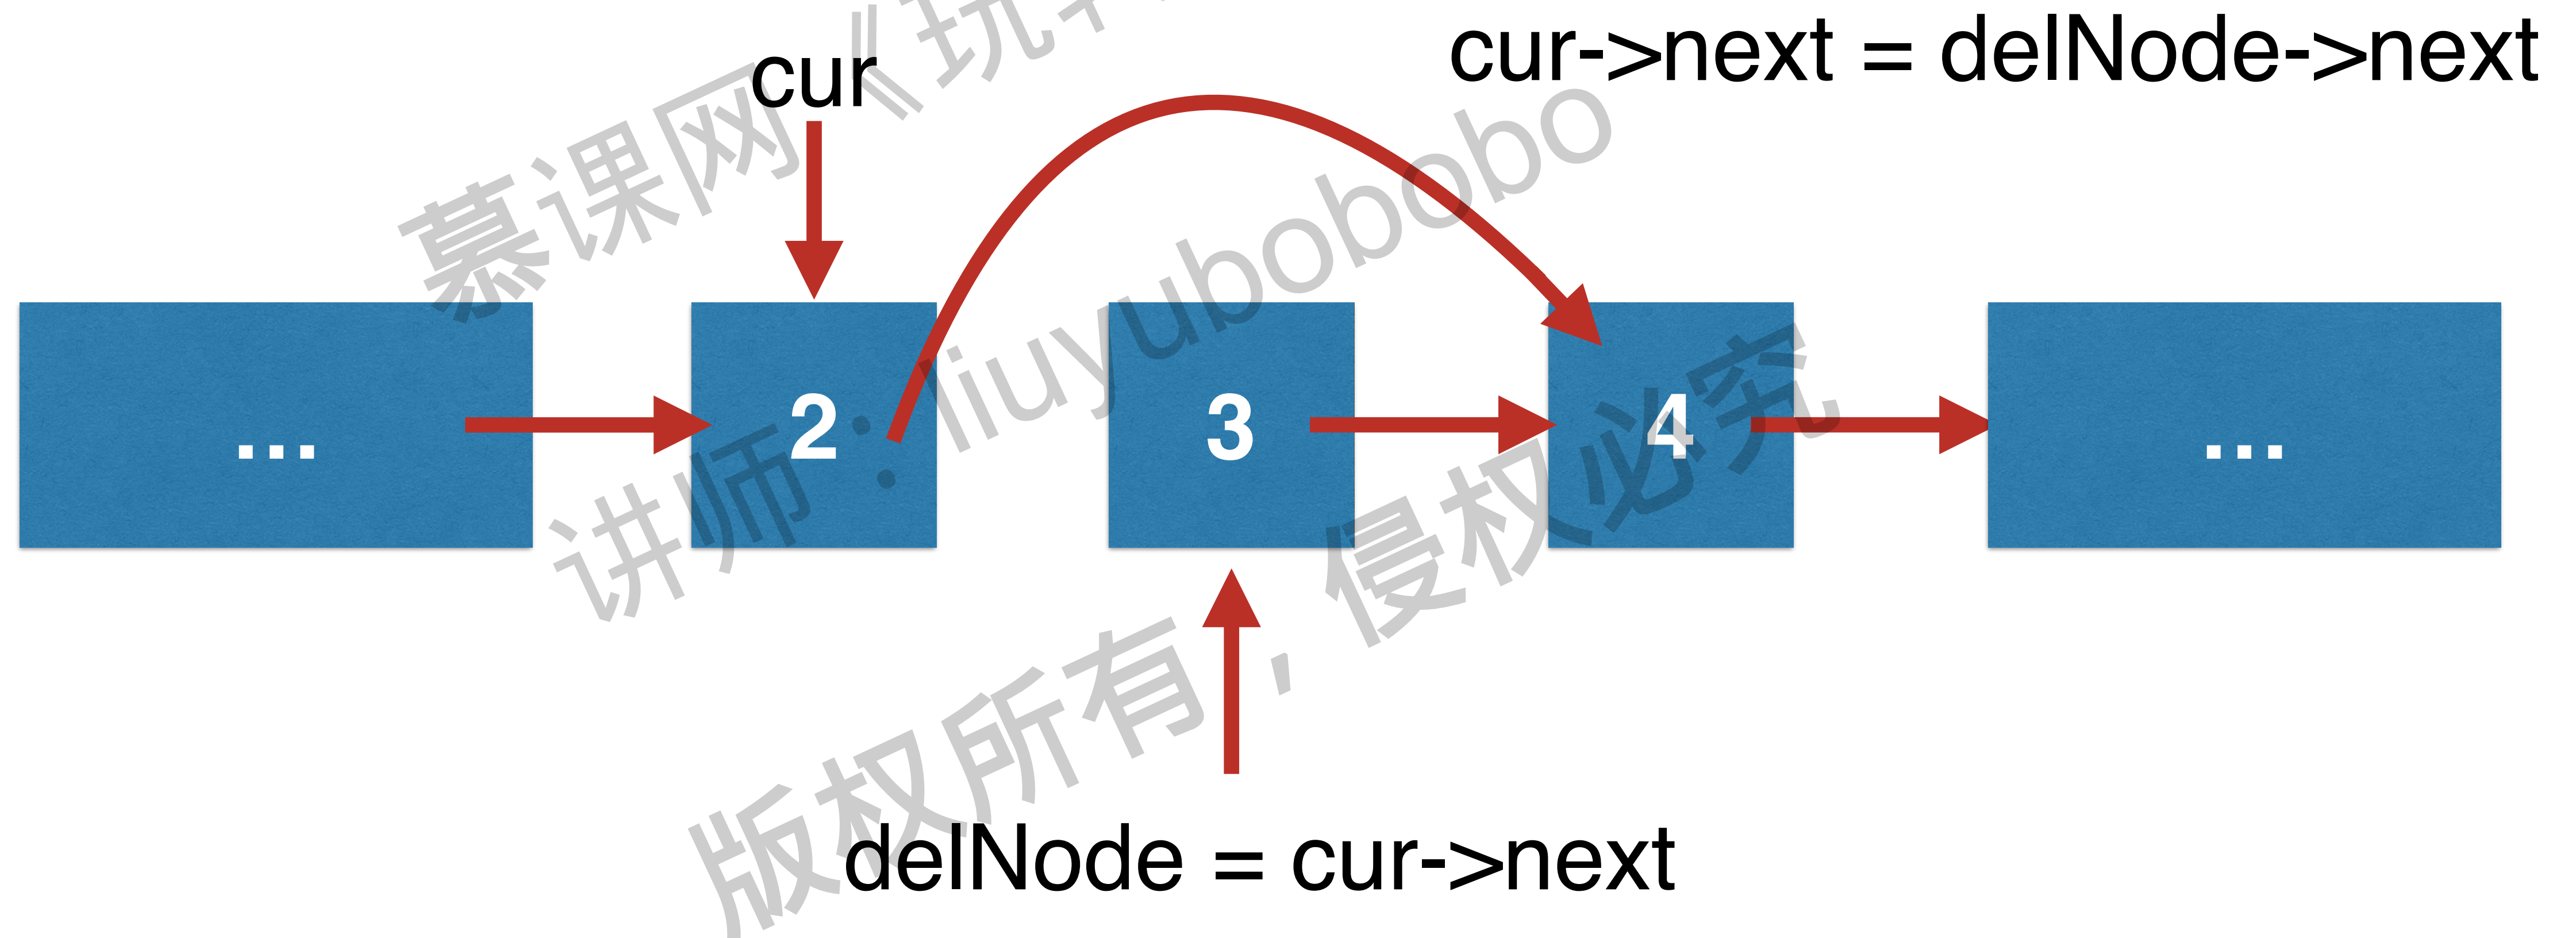 cur
cur->next = delNode->next
...
2
3
4
...
delNode = cur->next
慕课网《玩
讲师：liuyubobobo
版权所有，侵权必究